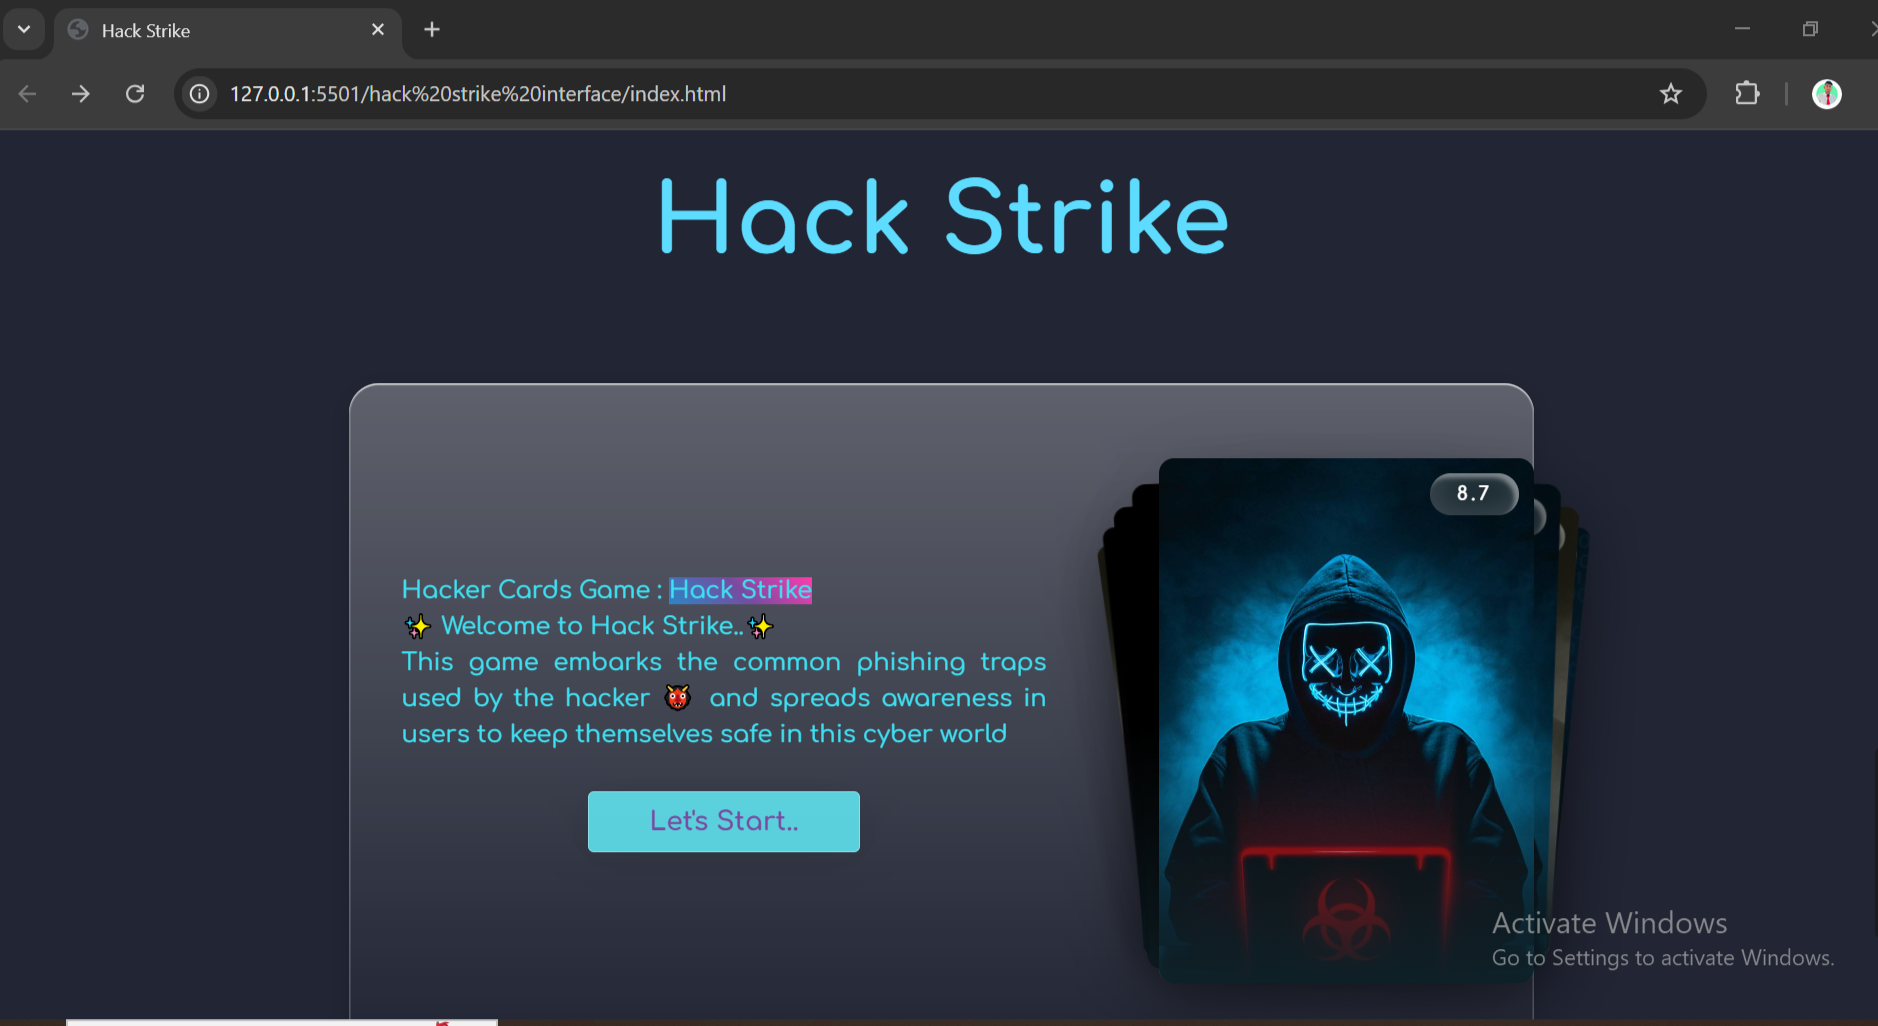 Hack Strike
127.0.0.1:5501/hack%20strike%20interface/index.html
Hack Strike
8.7
Hacker Cards Game : Hack Strike
✨ Welcome to Hack Strike..✨
This game embarks the common phishing traps
used by the hacker 👹 and spreads awareness in
users to keep themselves safe in this cyber world
Let's Start..
Activate Windows
Go to Settings to activate Windows.